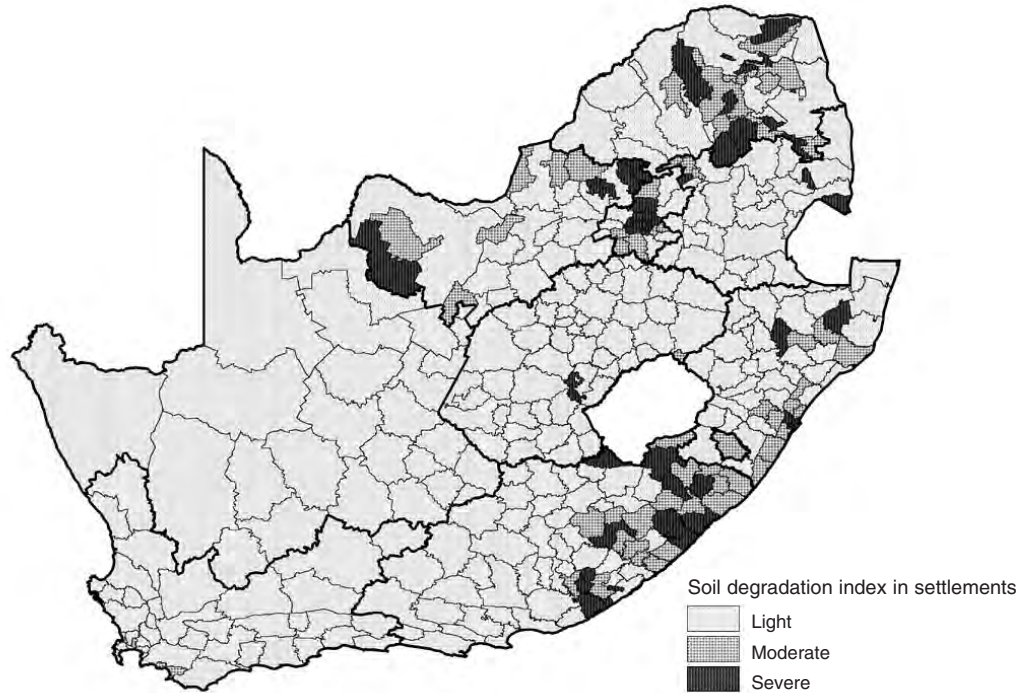 Soil degradation index in settlements
Light
Moderate
Severe